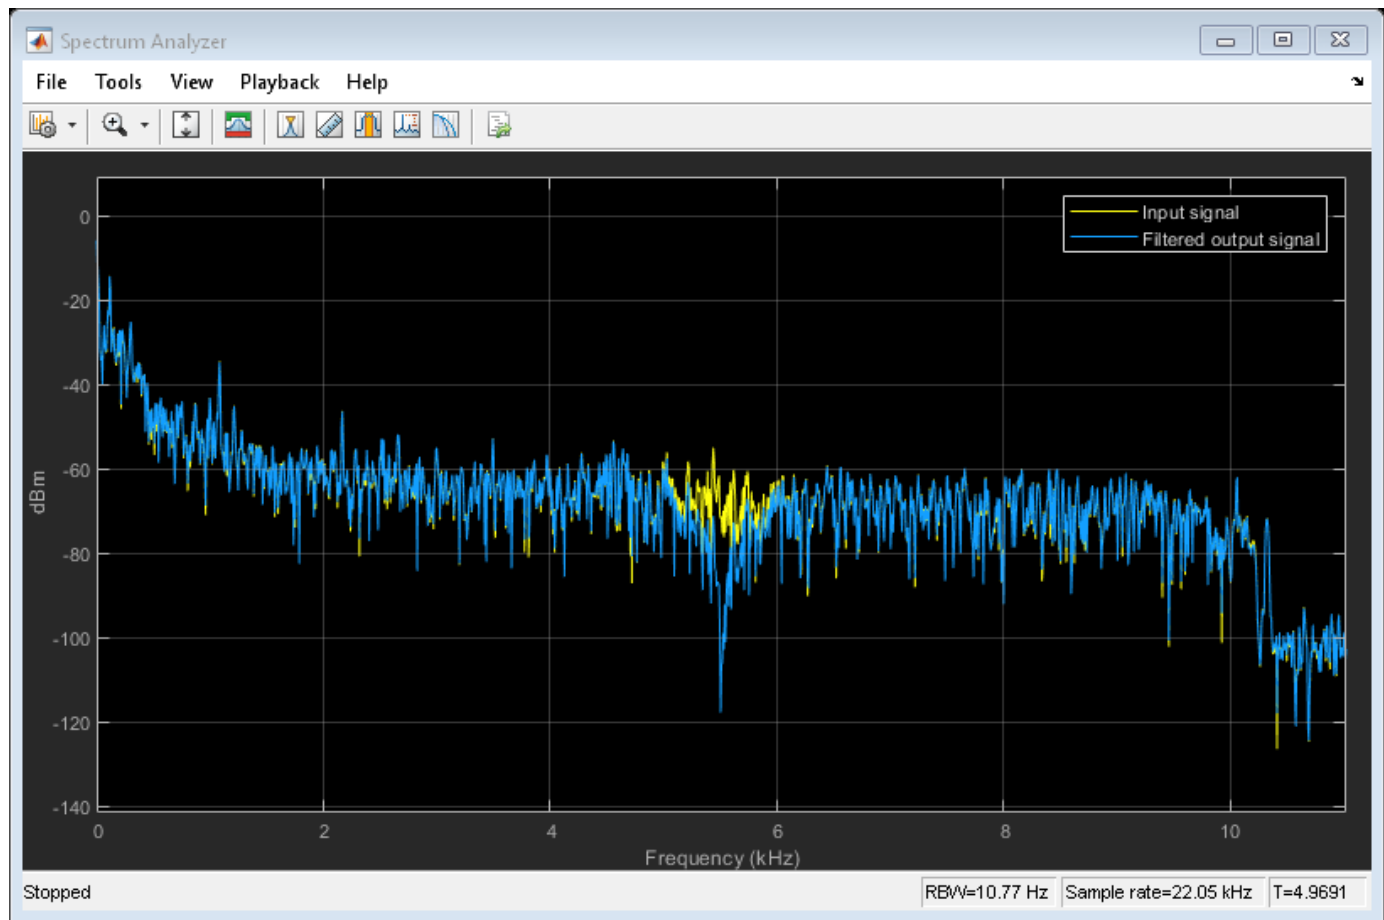 Spectrum Analyzer
File Tools View Playback Help
Input signal
Filtered output signal
0
-20
-40
-60
-80
-100
-120
-140
dBm
0 2 4 6 8 10
Frequency (kHz)
Stopped RBW=10.77 Hz Sample rate=22.05 kHz T=4.9691